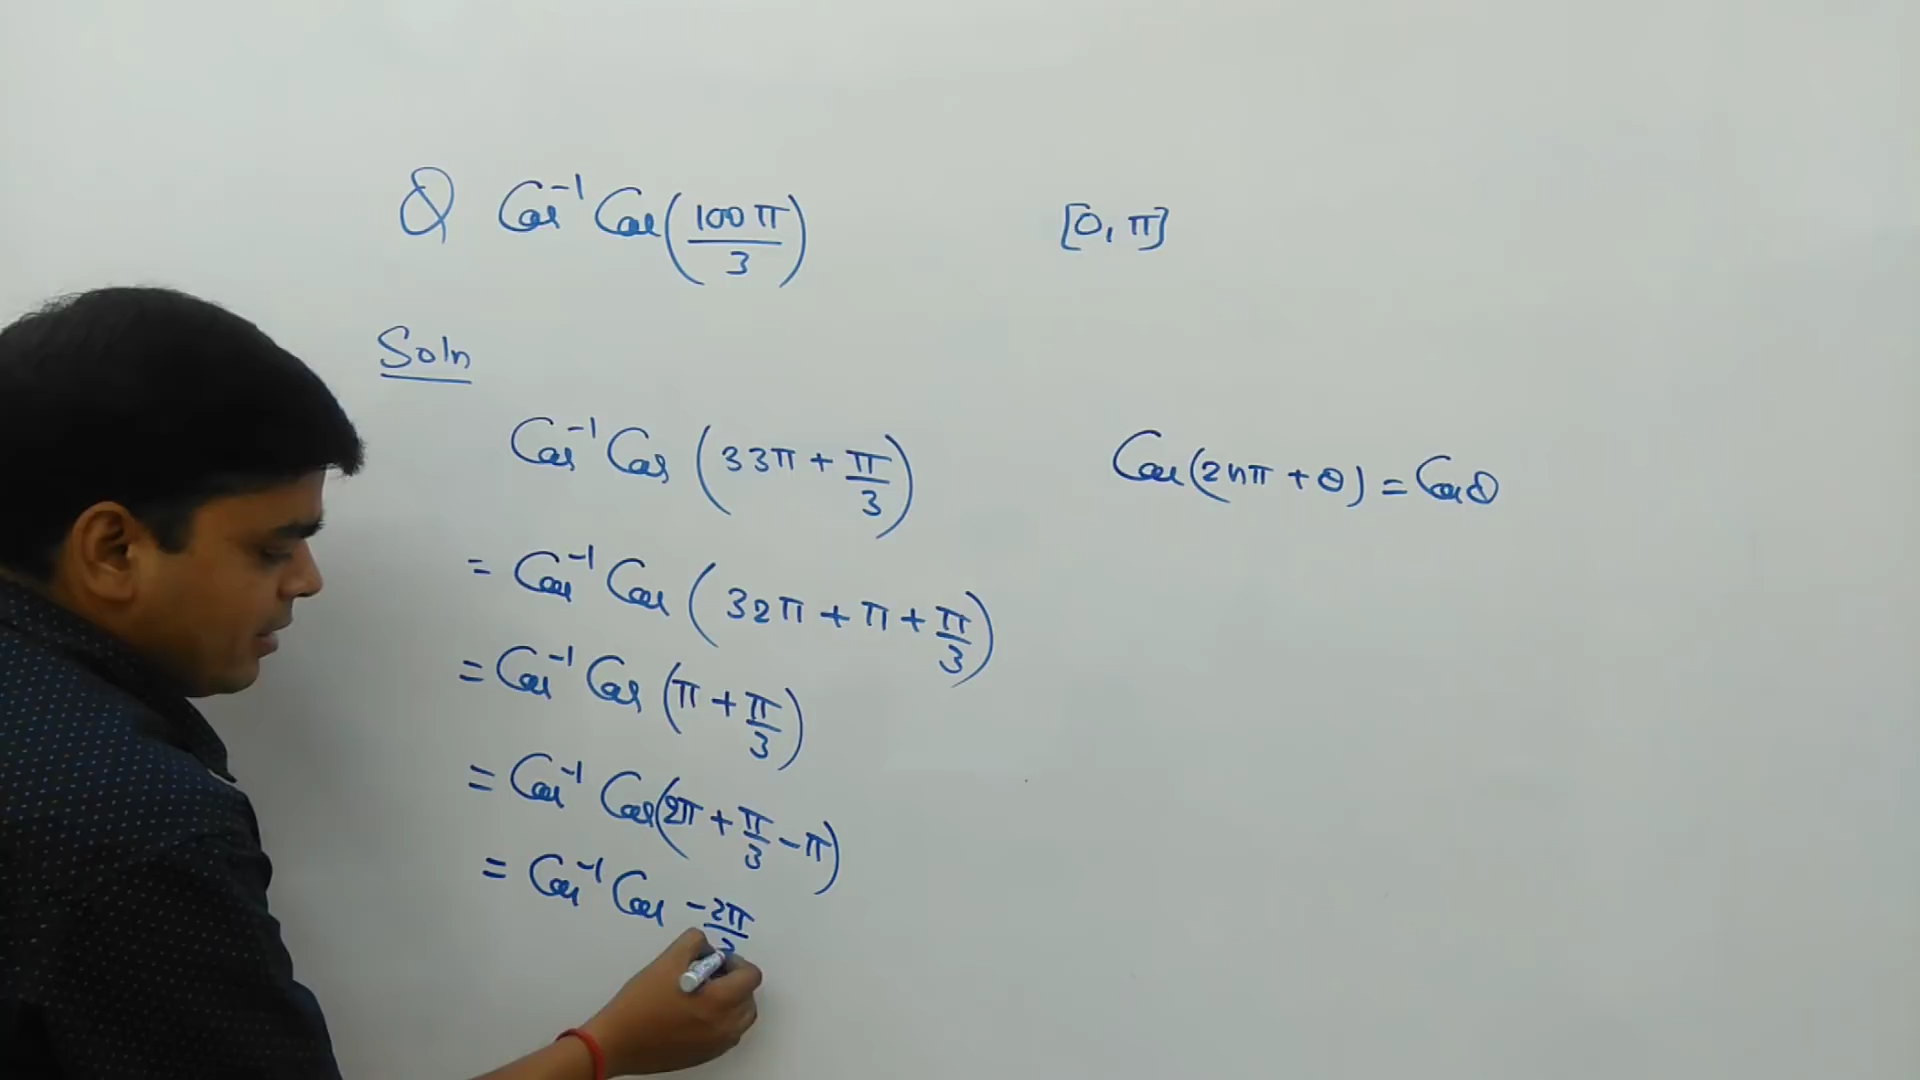 Q Cos⁻¹ Cos(100π/3) [0, π]
Soln
Cos⁻¹ Cos (33π + π/3) Cos(2nπ + θ) = Cosθ
= Cos⁻¹ Cos (32π + π + π/3)
= Cos⁻¹ Cos (π + π/3)
= Cos⁻¹ Cos(2π + π/3 - π)
= Cos⁻¹ Cos -2π/3